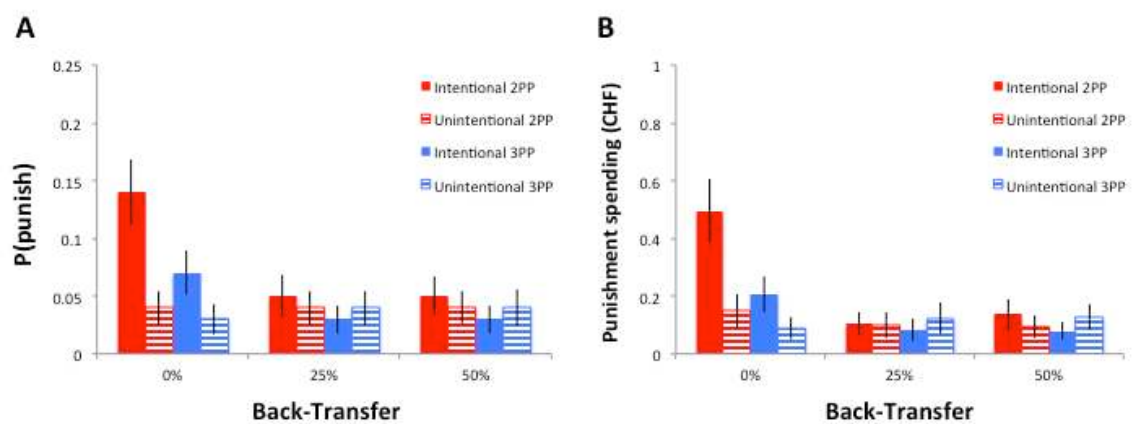 A
0.25
0.2
0.15
0.1
0.05
0
P(punish)
Intentional 2PP
Unintentional 2PP
Intentional 3PP
Unintentional 3PP
0%
25%
50%
Back-Transfer
B
1
0.8
0.6
0.4
0.2
0
Punishment spending (CHF)
Intentional 2PP
Unintentional 2PP
Intentional 3PP
Unintentional 3PP
0%
25%
50%
Back-Transfer